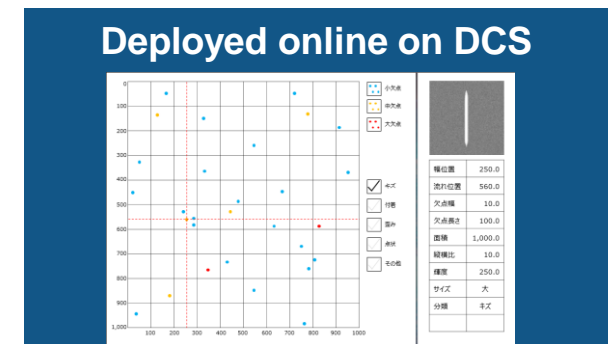 Deployed online on DCS
0
100
200
300
400
500
600
700
800
900
1,000
100 200 300 400 500 600 700 800 900 1000
小欠点
中欠点
大欠点
キズ
付着
歪み
点状
その他
幅位置 250.0
流れ位置 560.0
欠点幅 10.0
欠点長さ 100.0
面積 1,000.0
縦横比 10.0
輝度 250.0
サイズ 大
分類 キズ